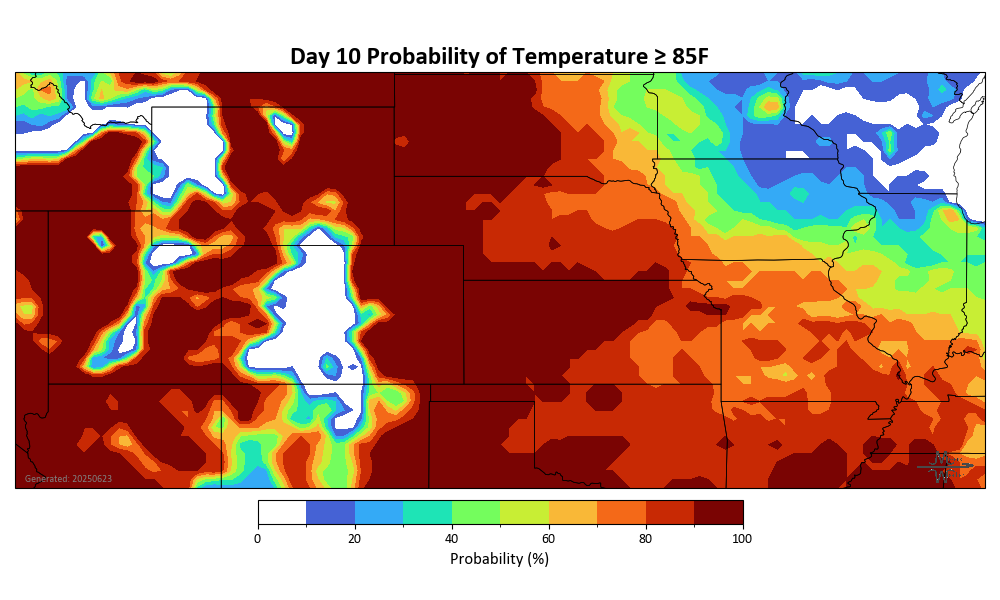 Day 10 Probability of Temperature ≥ 85F
Generated: 20250623
0 20 40 60 80 100
Probability (%)